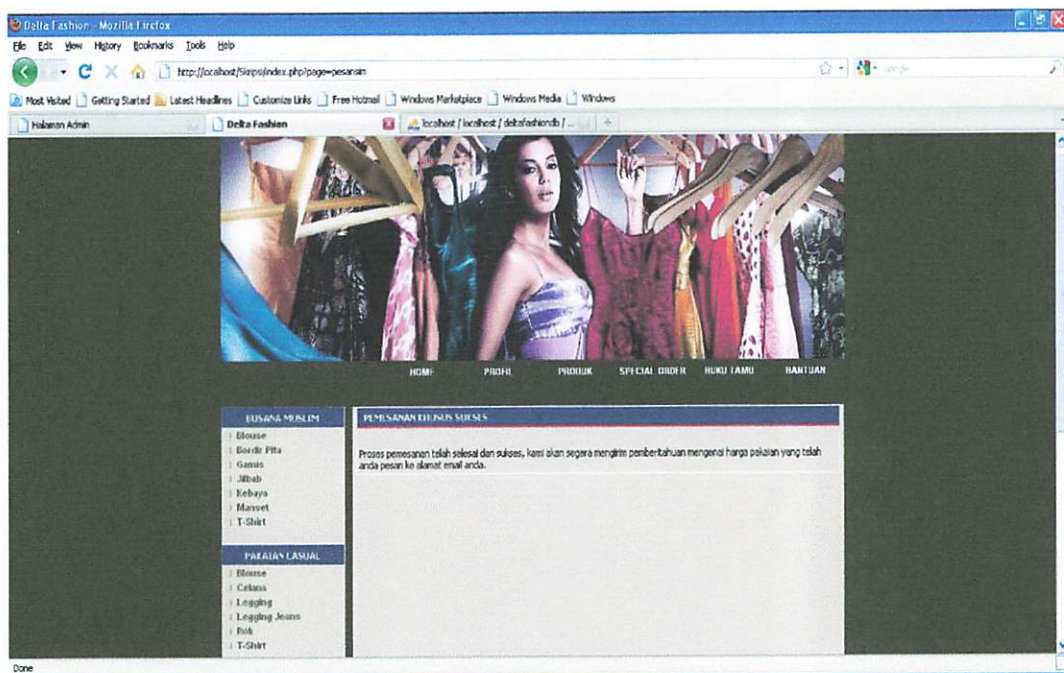 Delta Fashion - Mozilla Firefox
File Edit View History Bookmarks Tools Help
http://localhost/Skripsi/index.php?page=pesansim
Google
Most Visited Getting Started Latest Headlines Customize Links Free Hotmail Windows Marketplace Windows Media Windows
Halaman Admin Delta Fashion localhost / localhost / deltafashiondb / ...
HOME PROFIL PRODUK SPECIAL ORDER BUKU TAMU BANTUAN
BUSANA MUSLIM
Blouse
Bordir Pita
Gamis
Jilbab
Kebaya
Manset
T-Shirt
PAKAIAN CASUAL
Blouse
Celana
Legging
Legging Jeans
Rok
T-Shirt
PEMESANAN KHUSUS SUKSES
Proses pemesanan telah selesai dan sukses, kami akan segera mengirim pemberitahuan mengenai harga pakaian yang telah
anda pesan ke alamat email anda.
Done